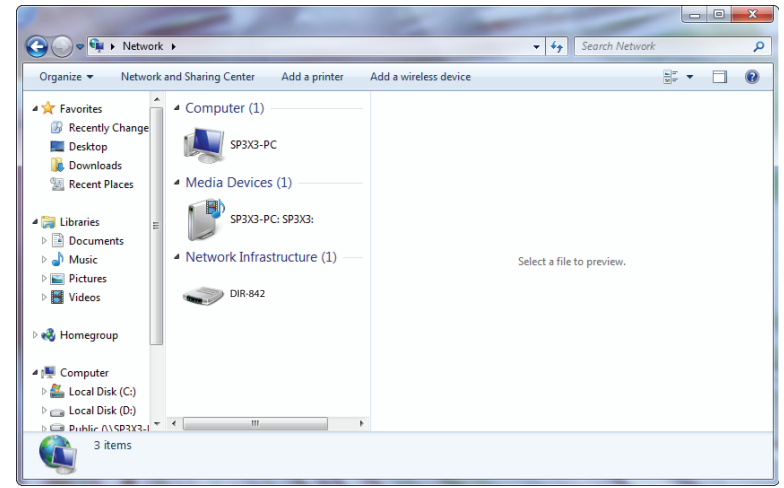 Network
Search Network
Organize
Network and Sharing Center
Add a printer
Add a wireless device
Favorites
Recently Change
Desktop
Downloads
Recent Places
Libraries
Documents
Music
Pictures
Videos
Homegroup
Computer
Local Disk (C:)
Local Disk (D:)
Public (\\SP3X3-
Computer (1)
SP3X3-PC
Media Devices (1)
SP3X3-PC: SP3X3:
Network Infrastructure (1)
DIR-842
Select a file to preview.
3 items